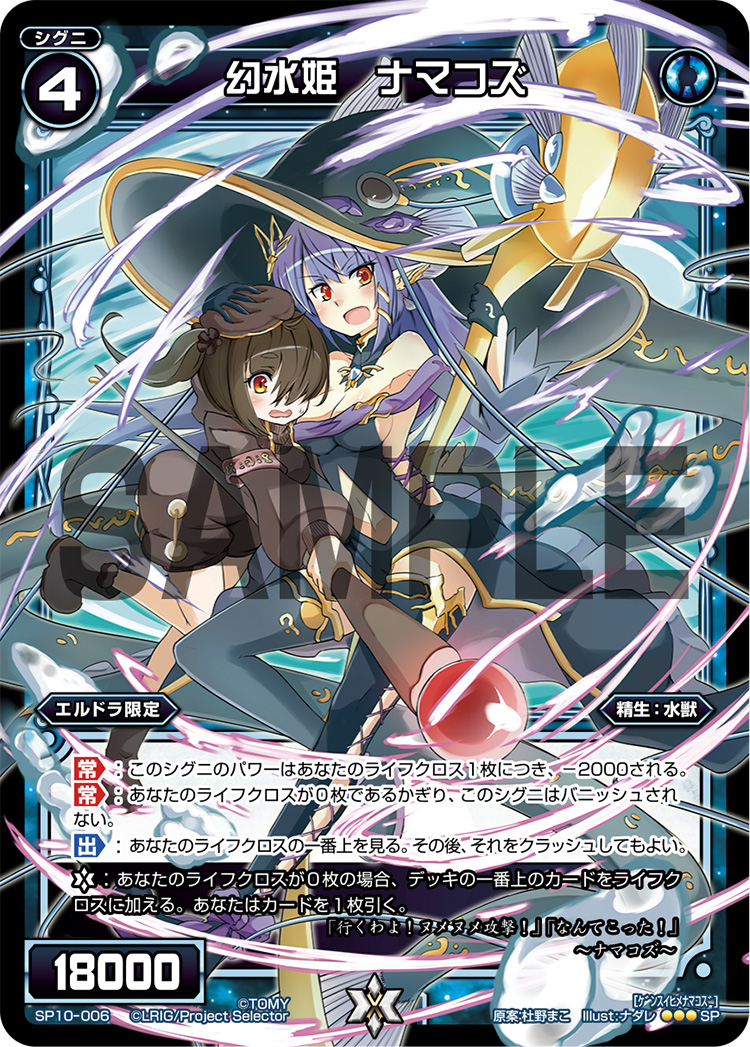 シグニ
4
幻水姫 ナマコズ
SAMPLE
エルドラ限定
精生：水獣
常：このシグニのパワーはあなたのライフクロス1枚につき、－2000される。
常：あなたのライフクロスが0枚であるかぎり、このシグニはバニッシュされ
ない。
出：あなたのライフクロスの一番上を見る。その後、それをクラッシュしてもよい。
：あなたのライフクロスが0枚の場合、デッキの一番上のカードをライフク
ロスに加える。あなたはカードを1枚引く。
「行くわよ！ヌメヌメ攻撃！」「なんてこった！」
～ナマコズ～
18000
©TOMY
[ゲンスイヒメナマコズ]
SP10-006 ©LRIG/Project Selector 原案:杜野まこ Illust:ナダレ SP